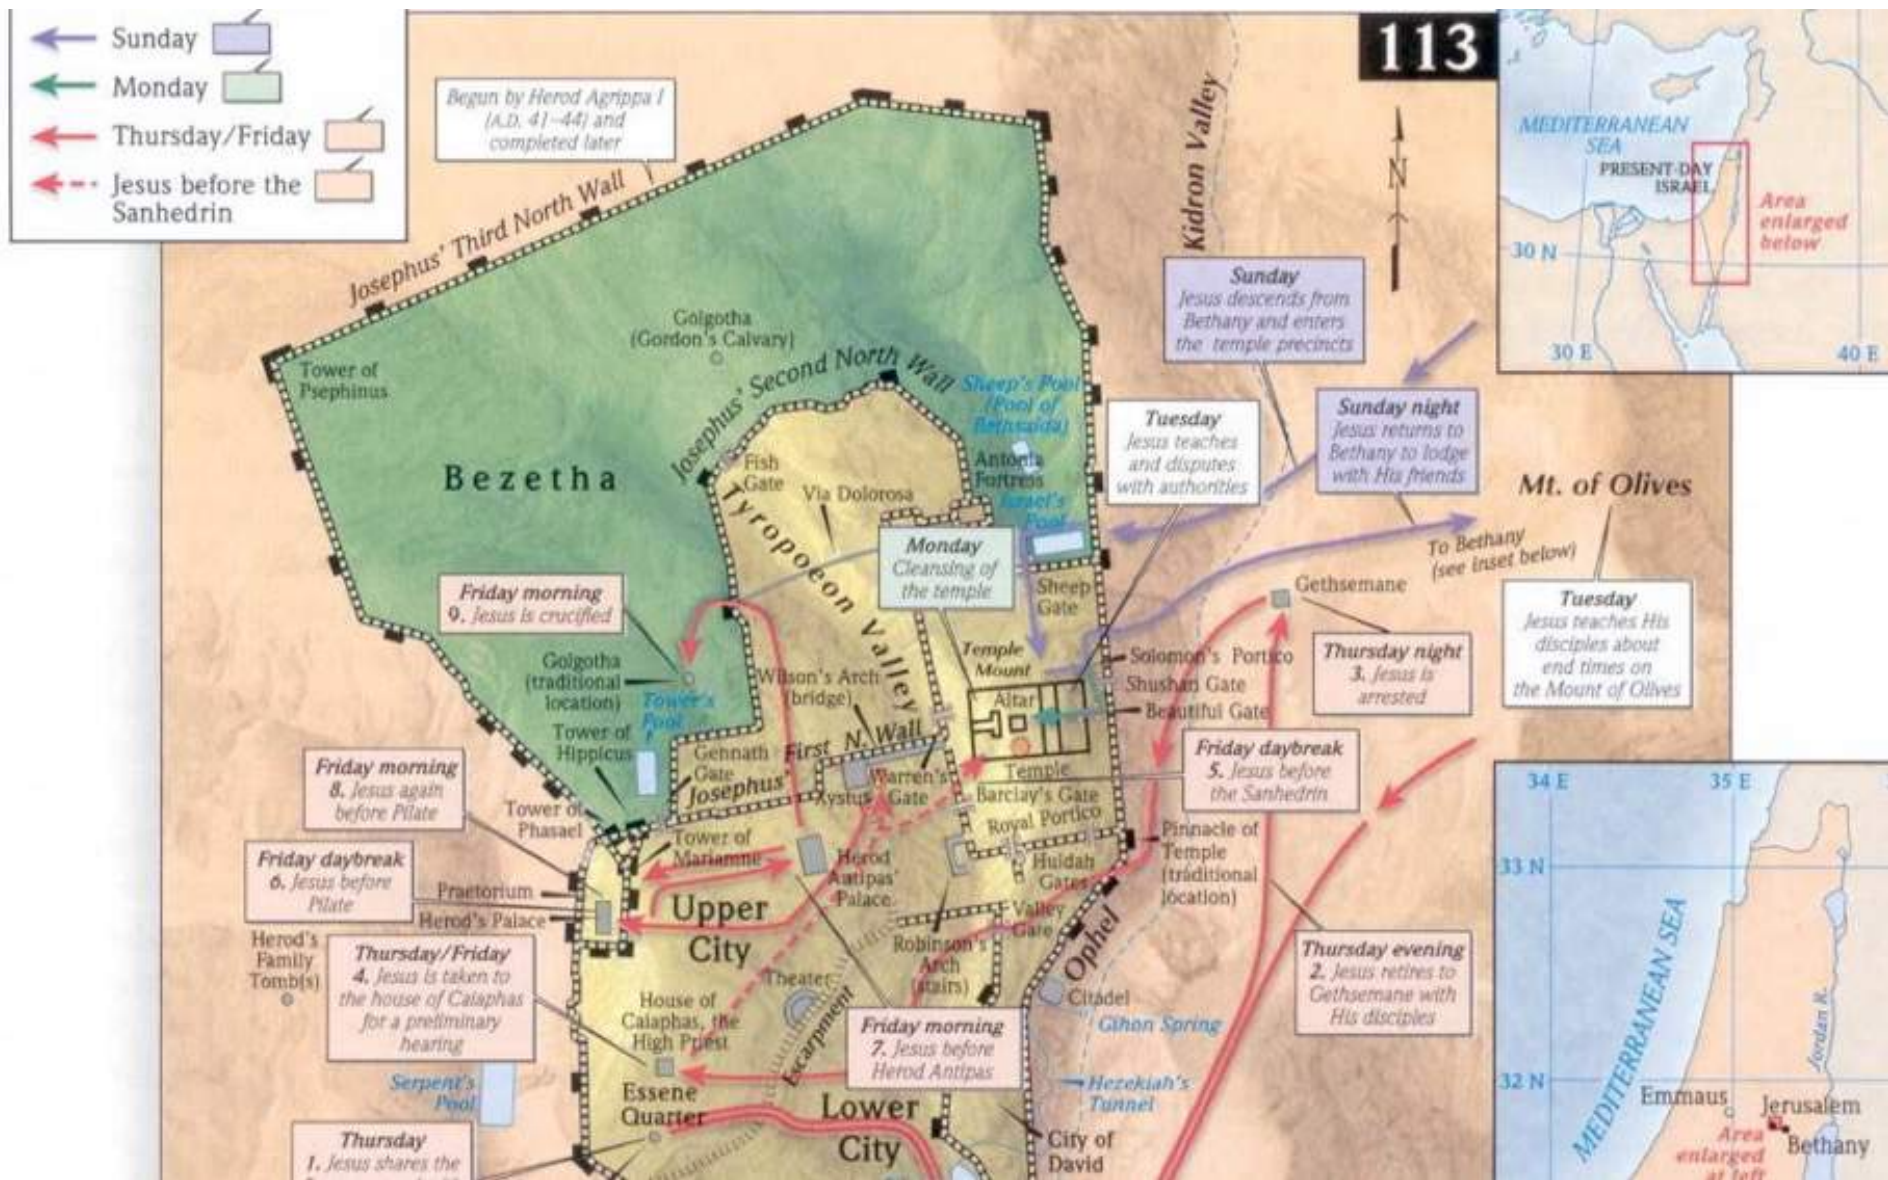 Sunday
Monday
Thursday/Friday
Jesus before the
Sanhedrin
Begun by Herod Agrippa I
(A.D. 41–44) and
completed later
Josephus' Third North Wall
113
Kidron Valley
N
MEDITERRANEAN
SEA
PRESENT-DAY
ISRAEL
Area
enlarged
below
30 N
30 E
40 E
Sunday
Jesus descends from
Bethany and enters
the temple precincts
Golgotha
(Gordon's Calvary)
Tower of
Psephinus
Josephus' Second North Wall
Sheep's Pool
(Pool of
Bethsaida)
Sunday night
Jesus returns to
Bethany to lodge
with His friends
Tuesday
Jesus teaches
and disputes
with authorities
Bezetha
Fish
Gate
Antonia
Fortress
Israel's
Pool
Via Dolorosa
Mt. of Olives
Tyropoeon Valley
Monday
Cleansing of
the temple
To Bethany
(see inset below)
Sheep
Gate
Gethsemane
Friday morning
9. Jesus is crucified
Tuesday
Jesus teaches His
disciples about
end times on
the Mount of Olives
Thursday night
3. Jesus is
arrested
Golgotha
(traditional
location)
Tower's
Pool
Wilson's Arch
(bridge)
Temple
Mount
Solomon's Portico
Shushan Gate
Beautiful Gate
Altar
Tower of
Hippicus
Gennath
Gate
Josephus' First N. Wall
Friday daybreak
5. Jesus before
the Sanhedrin
Friday morning
8. Jesus again
before Pilate
Xystus
Warren's
Gate
Temple
Barclay's Gate
Royal Portico
Tower of
Phasael
Tower of
Mariamne
Pinnacle of
Temple
(traditional
location)
Friday daybreak
6. Jesus before
Pilate
Herod
Antipas'
Palace
Huldah
Gates
Praetorium
Herod's Palace
Upper
City
Valley
Gate
Herod's
Family
Tomb(s)
Thursday/Friday
4. Jesus is taken to
the house of Caiaphas
for a preliminary
hearing
Robinson's
Arch
(stairs)
Ophel
Thursday evening
2. Jesus retires to
Gethsemane with
His disciples
Theater
House of
Caiaphas, the
High Priest
Escarpment
Citadel
Gihon Spring
Friday morning
7. Jesus before
Herod Antipas
Serpent's
Pool
Essene
Quarter
Lower
City
Hezekiah's
Tunnel
City of
David
Thursday
1. Jesus shares the
34 E
35 E
33 N
MEDITERRANEAN SEA
Jordan R.
32 N
Emmaus
Jerusalem
Bethany
Area
enlarged
at left